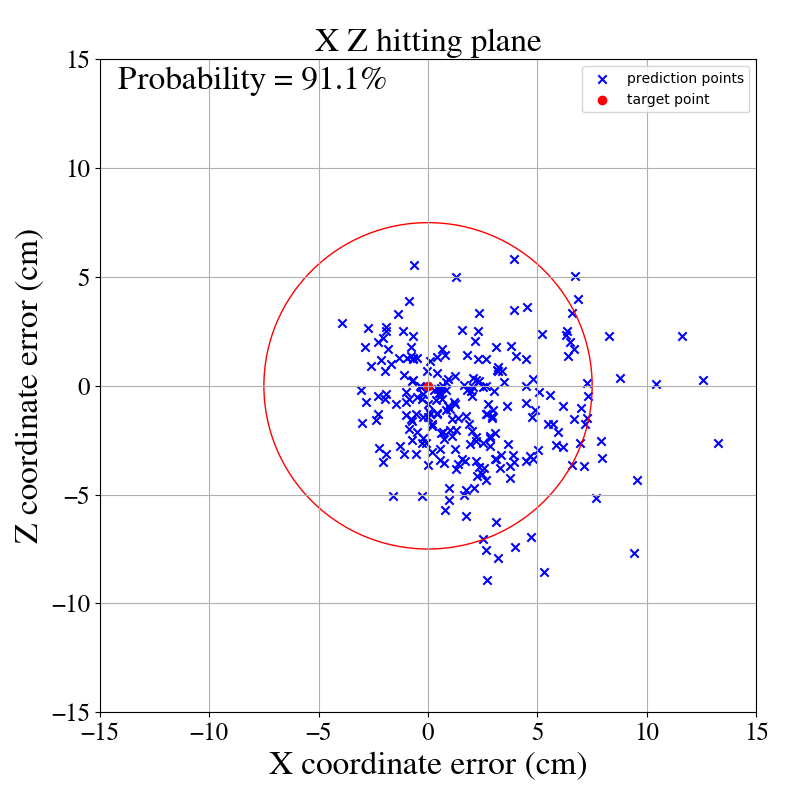 X Z hitting plane
Probability = 91.1%
prediction points
target point
Z coordinate error (cm)
15
10
5
0
−5
−10
−15
−15
−10
−5
0
5
10
15
X coordinate error (cm)